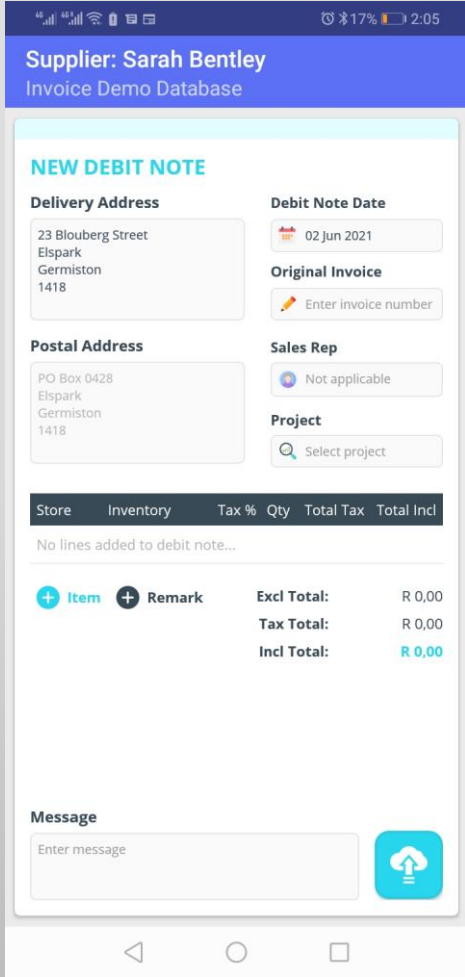 17% 2:05
Supplier: Sarah Bentley
Invoice Demo Database
NEW DEBIT NOTE
Delivery Address
23 Blouberg Street
Elspark
Germiston
1418
Debit Note Date
02 Jun 2021
Original Invoice
Enter invoice number
Postal Address
PO Box 0428
Elspark
Germiston
1418
Sales Rep
Not applicable
Project
Select project
Store Inventory Tax % Qty Total Tax Total Incl
No lines added to debit note...
Item Remark
Excl Total: R 0,00
Tax Total: R 0,00
Incl Total: R 0,00
Message
Enter message